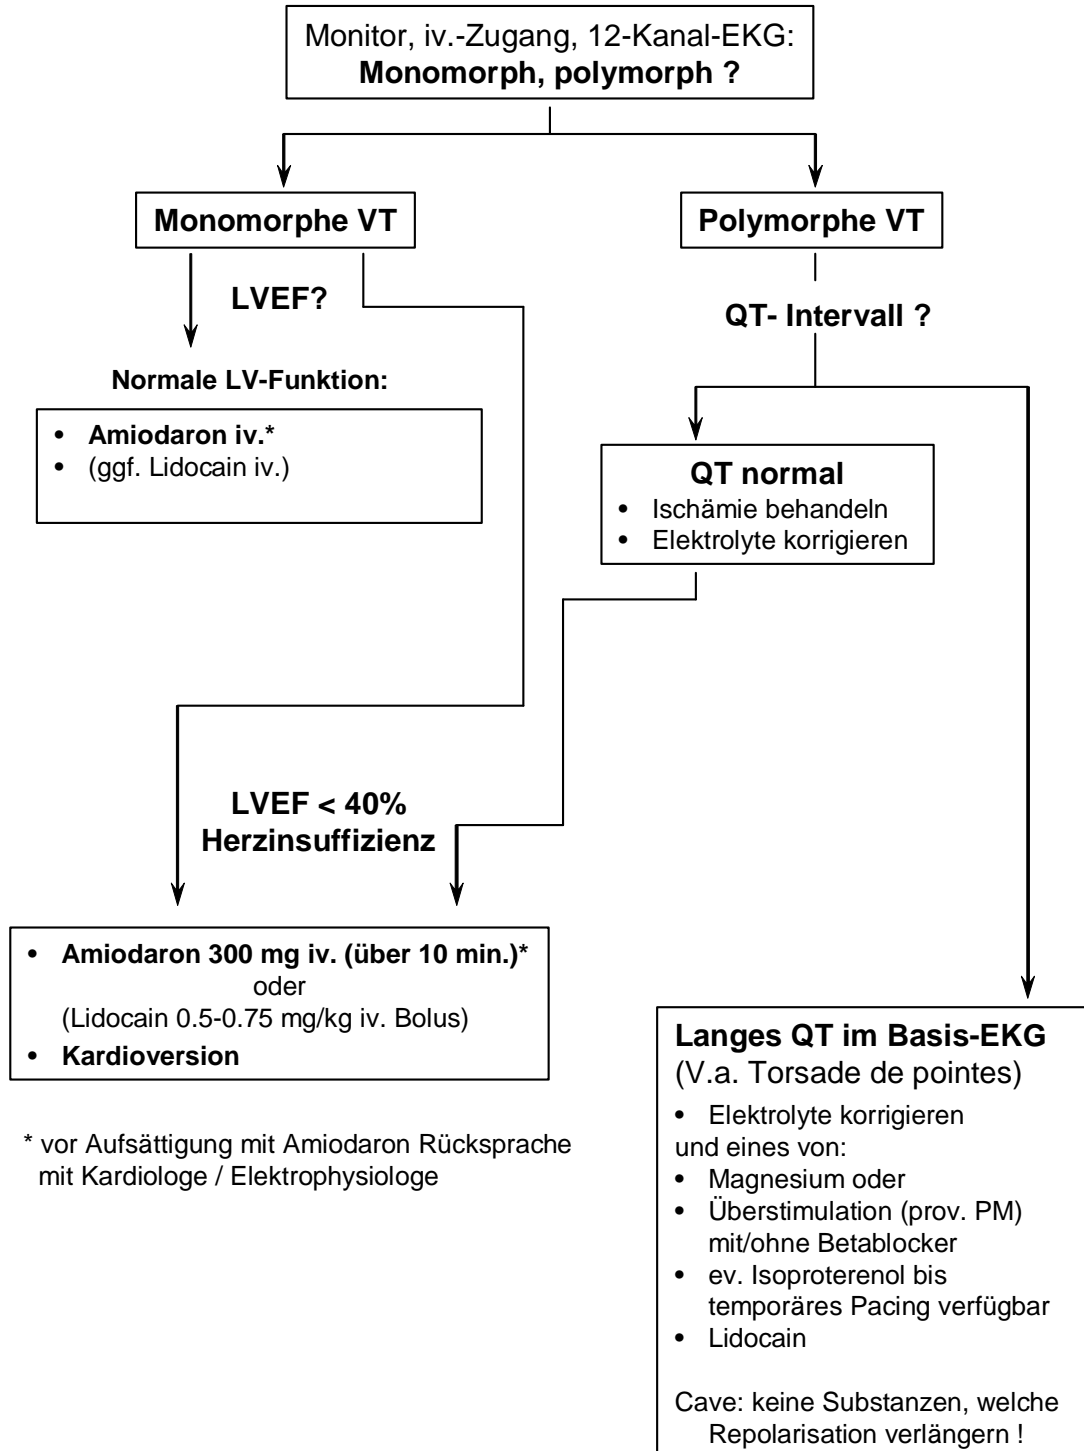 Monitor, iv.-Zugang, 12-Kanal-EKG:
Monomorph, polymorph ?
Monomorphe VT
Polymorphe VT
LVEF?
QT- Intervall ?
Normale LV-Funktion:
• Amiodaron iv.*
• (ggf. Lidocain iv.)
QT normal
• Ischämie behandeln
• Elektrolyte korrigieren
LVEF < 40%
Herzinsuffizienz
• Amiodaron 300 mg iv. (über 10 min.)*
oder
(Lidocain 0.5-0.75 mg/kg iv. Bolus)
• Kardioversion
* vor Aufsättigung mit Amiodaron Rücksprache
mit Kardiologe / Elektrophysiologe
Langes QT im Basis-EKG
(V.a. Torsade de pointes)
• Elektrolyte korrigieren
und eines von:
• Magnesium oder
• Überstimulation (prov. PM)
mit/ohne Betablocker
• ev. Isoproterenol bis
temporäres Pacing verfügbar
• Lidocain
Cave: keine Substanzen, welche
Repolarisation verlängern !